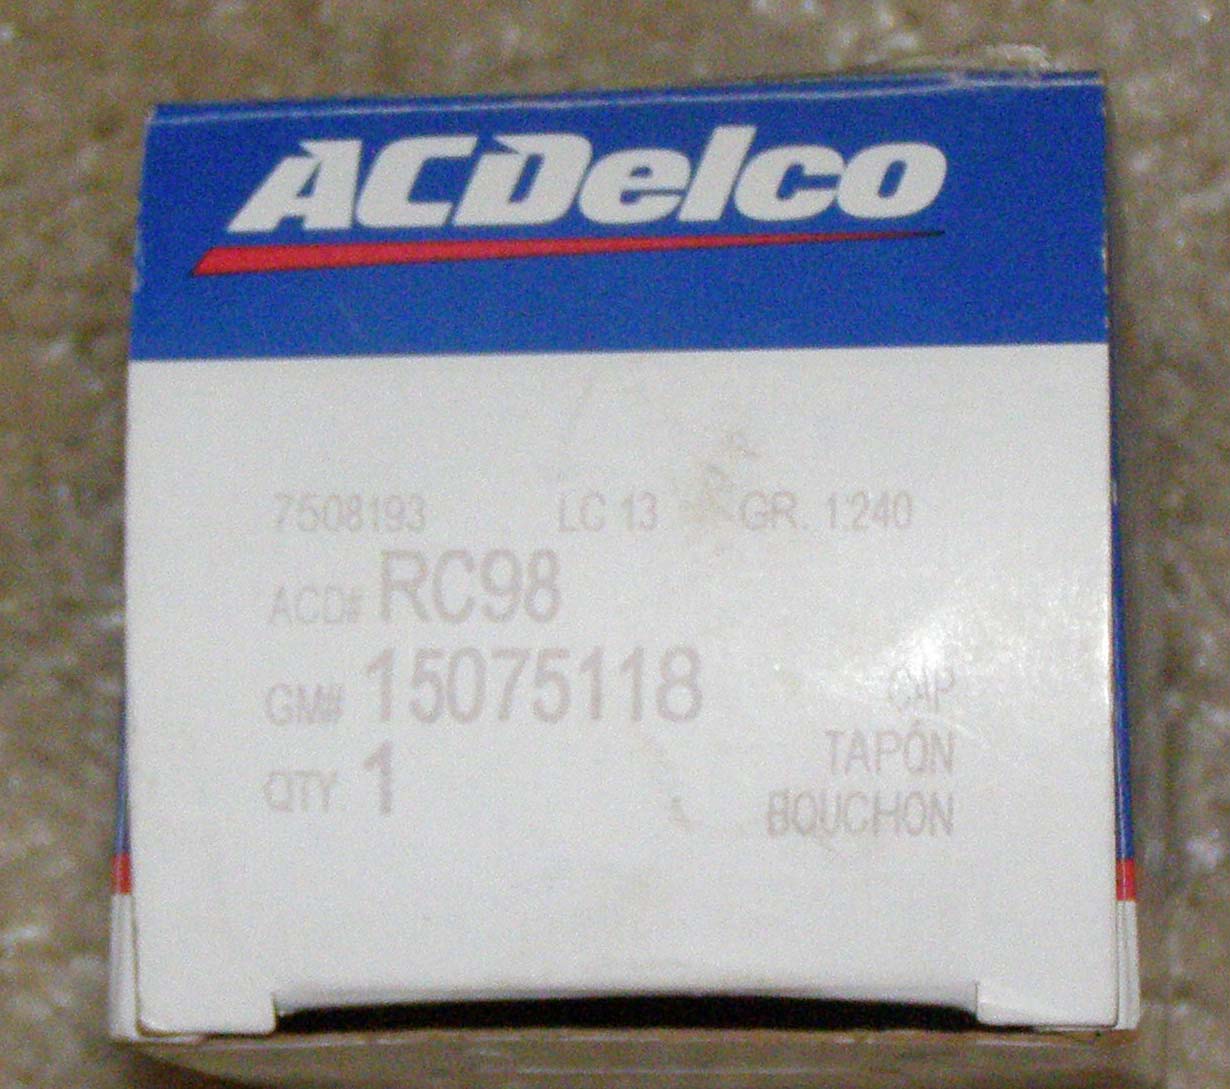 ACDelco
7508193 LC 13 GR. 1.240
ACD# RC98
GM# 15075118
QTY 1
CAP
TAPÓN
BOUCHON